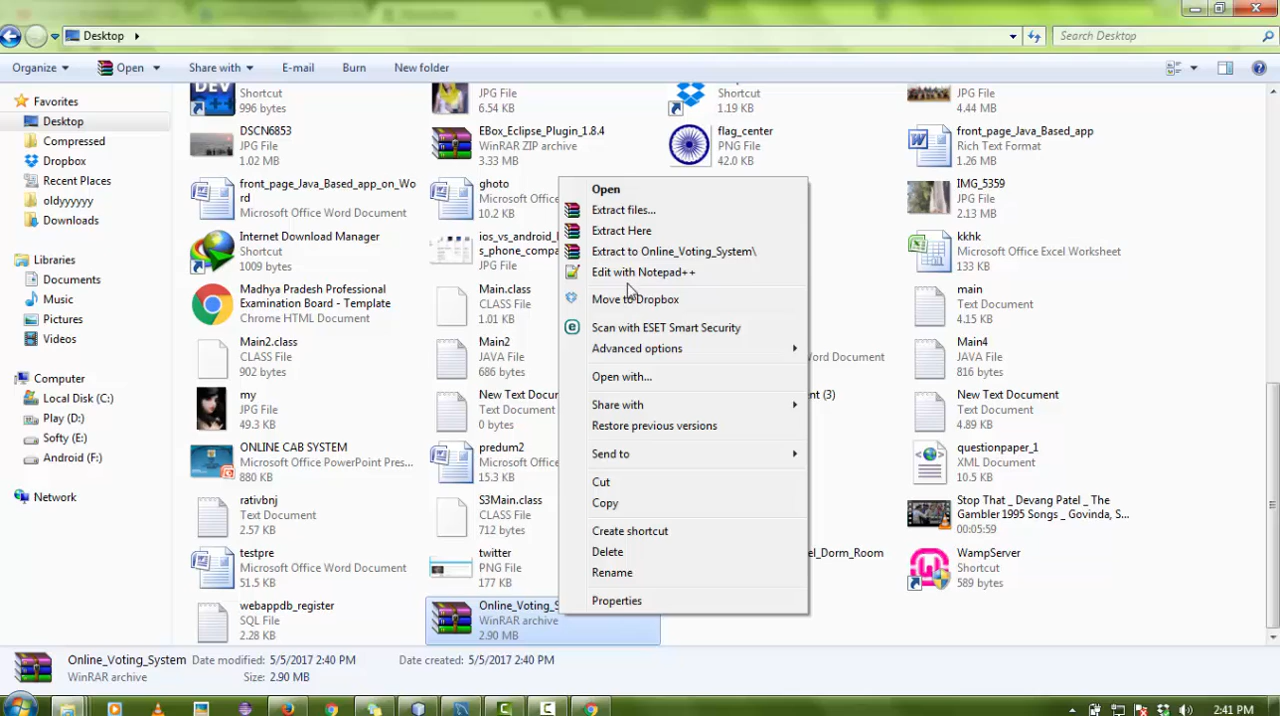 Desktop
Search Desktop
Organize
Open
Share with
E-mail
Burn
New folder
Favorites
Desktop
Compressed
Dropbox
Recent Places
oldyyyyy
Downloads
Libraries
Documents
Music
Pictures
Videos
Computer
Local Disk (C:)
Play (D:)
Softy (E:)
Android (F:)
Network
Shortcut
996 bytes
JPG File
6.54 KB
Shortcut
1.19 KB
JPG File
4.44 MB
DSCN6853
JPG File
1.02 MB
EBox_Eclipse_Plugin_1.8.4
WinRAR ZIP archive
3.33 MB
flag_center
PNG File
42.0 KB
front_page_Java_Based_app
Rich Text Format
1.26 MB
front_page_Java_Based_app_on_Wo
rd
Microsoft Office Word Document
ghoto
Microsoft Office
10.2 KB
IMG_5359
JPG File
2.13 MB
Internet Download Manager
Shortcut
1009 bytes
ios_vs_android_
s_phone_compa
JPG File
kkhk
Microsoft Office Excel Worksheet
133 KB
Madhya Pradesh Professional
Examination Board - Template
Chrome HTML Document
Main.class
CLASS File
1.01 KB
main
Text Document
4.15 KB
Main2.class
CLASS File
902 bytes
Main2
JAVA File
686 bytes
Word Document
Main4
JAVA File
816 bytes
my
JPG File
49.3 KB
New Text Docu
Text Document
0 bytes
ent (3)
New Text Document
Text Document
4.89 KB
ONLINE CAB SYSTEM
Microsoft Office PowerPoint Pres...
880 KB
predum2
Microsoft Office
15.3 KB
questionpaper_1
XML Document
10.5 KB
rativbnj
Text Document
2.57 KB
S3Main.class
CLASS File
712 bytes
Stop That _ Devang Patel _ The
Gambler1995 Songs _ Govinda, S...
00:05:59
testpre
Microsoft Office Word Document
51.5 KB
twitter
PNG File
177 KB
el_Dorm_Room
WampServer
Shortcut
589 bytes
webappdb_register
SQL File
2.28 KB
Online_Voting_S
WinRAR archive
2.90 MB
Open
Extract files...
Extract Here
Extract to Online_Voting_System\
Edit with Notepad++
Move to Dropbox
Scan with ESET Smart Security
Advanced options
Open with...
Share with
Restore previous versions
Send to
Cut
Copy
Create shortcut
Delete
Rename
Properties
Online_Voting_System Date modified: 5/5/2017 2:40 PM Date created: 5/5/2017 2:40 PM
WinRAR archive Size: 2.90 MB
2:41 PM